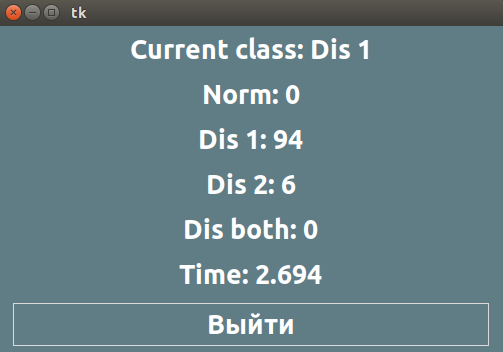 tk
Current class: Dis 1
Norm: 0
Dis 1: 94
Dis 2: 6
Dis both: 0
Time: 2.694
Выйти